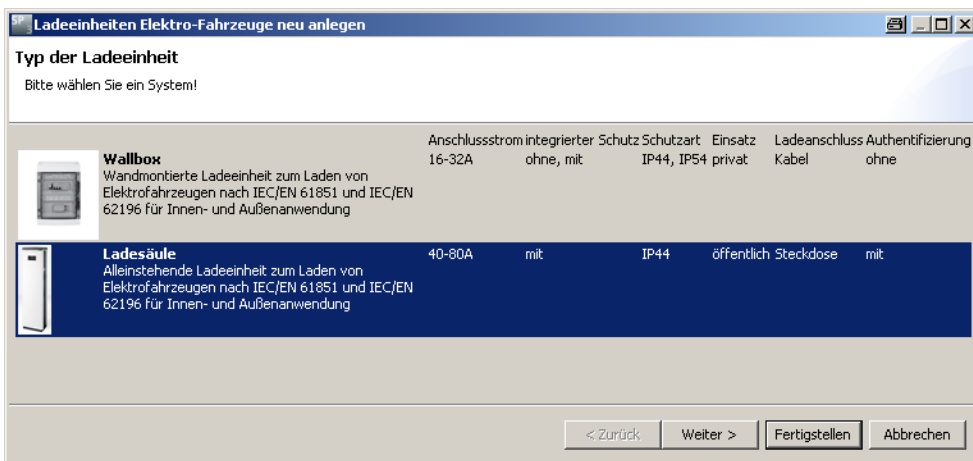 SP Ladeeinheiten Elektro-Fahrzeuge neu anlegen
Typ der Ladeeinheit
Bitte wählen Sie ein System!
Anschlussstrom integrierter Schutz Schutzart Einsatz Ladeanschluss Authentifizierung
Wallbox 16-32A ohne, mit IP44, IP54 privat Kabel ohne
Wandmontierte Ladeeinheit zum Laden von
Elektrofahrzeugen nach IEC/EN 61851 und IEC/EN
62196 für Innen- und Außenanwendung
Ladesäule 40-80A mit IP44 öffentlich Steckdose mit
Alleinstehende Ladeeinheit zum Laden von
Elektrofahrzeugen nach IEC/EN 61851 und IEC/EN
62196 für Innen- und Außenanwendung
< Zurück Weiter > Fertigstellen Abbrechen